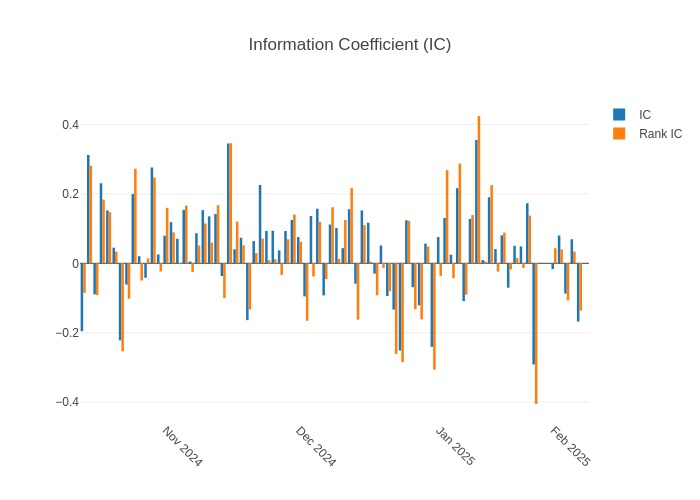 Information Coefficient (IC)
IC
Rank IC
0.4
0.2
0
−0.2
−0.4
Nov 2024
Dec 2024
Jan 2025
Feb 2025